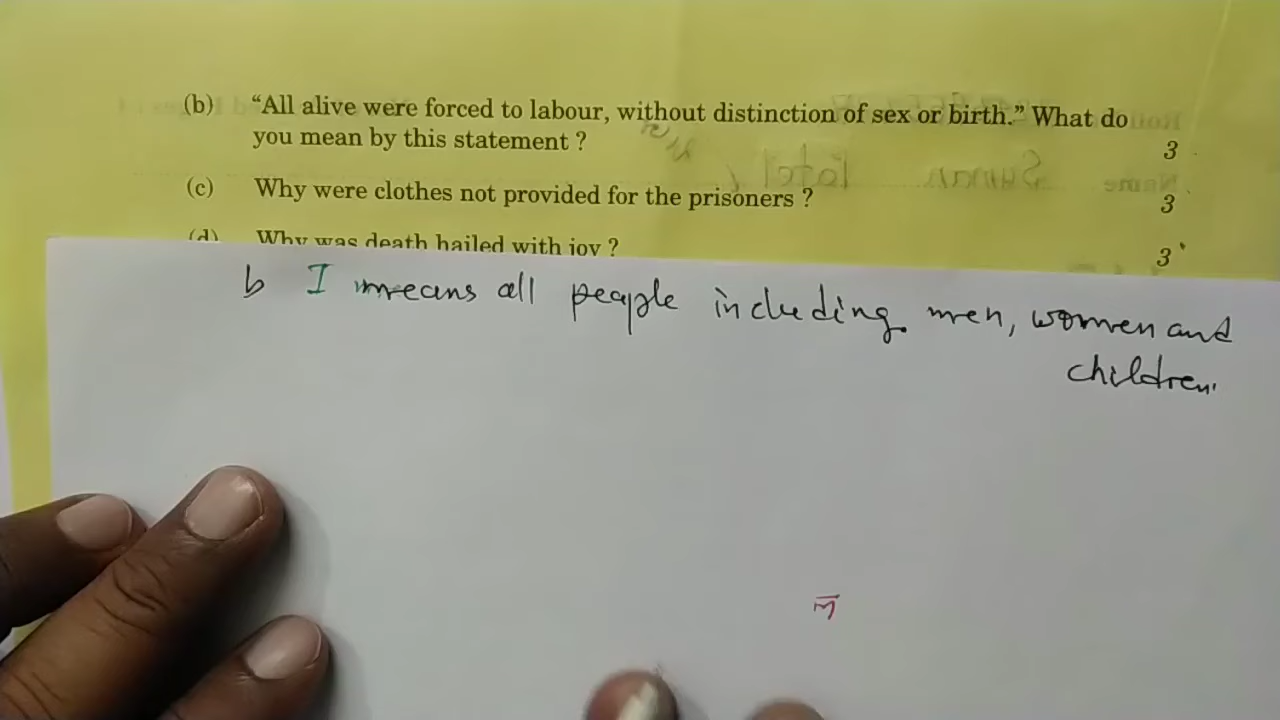 (b) "All alive were forced to labour, without distinction of sex or birth." What do
you mean by this statement ? 3
(c) Why were clothes not provided for the prisoners ? 3
(d) Why was death hailed with joy ? 3
b I means all people including men, women and
children.